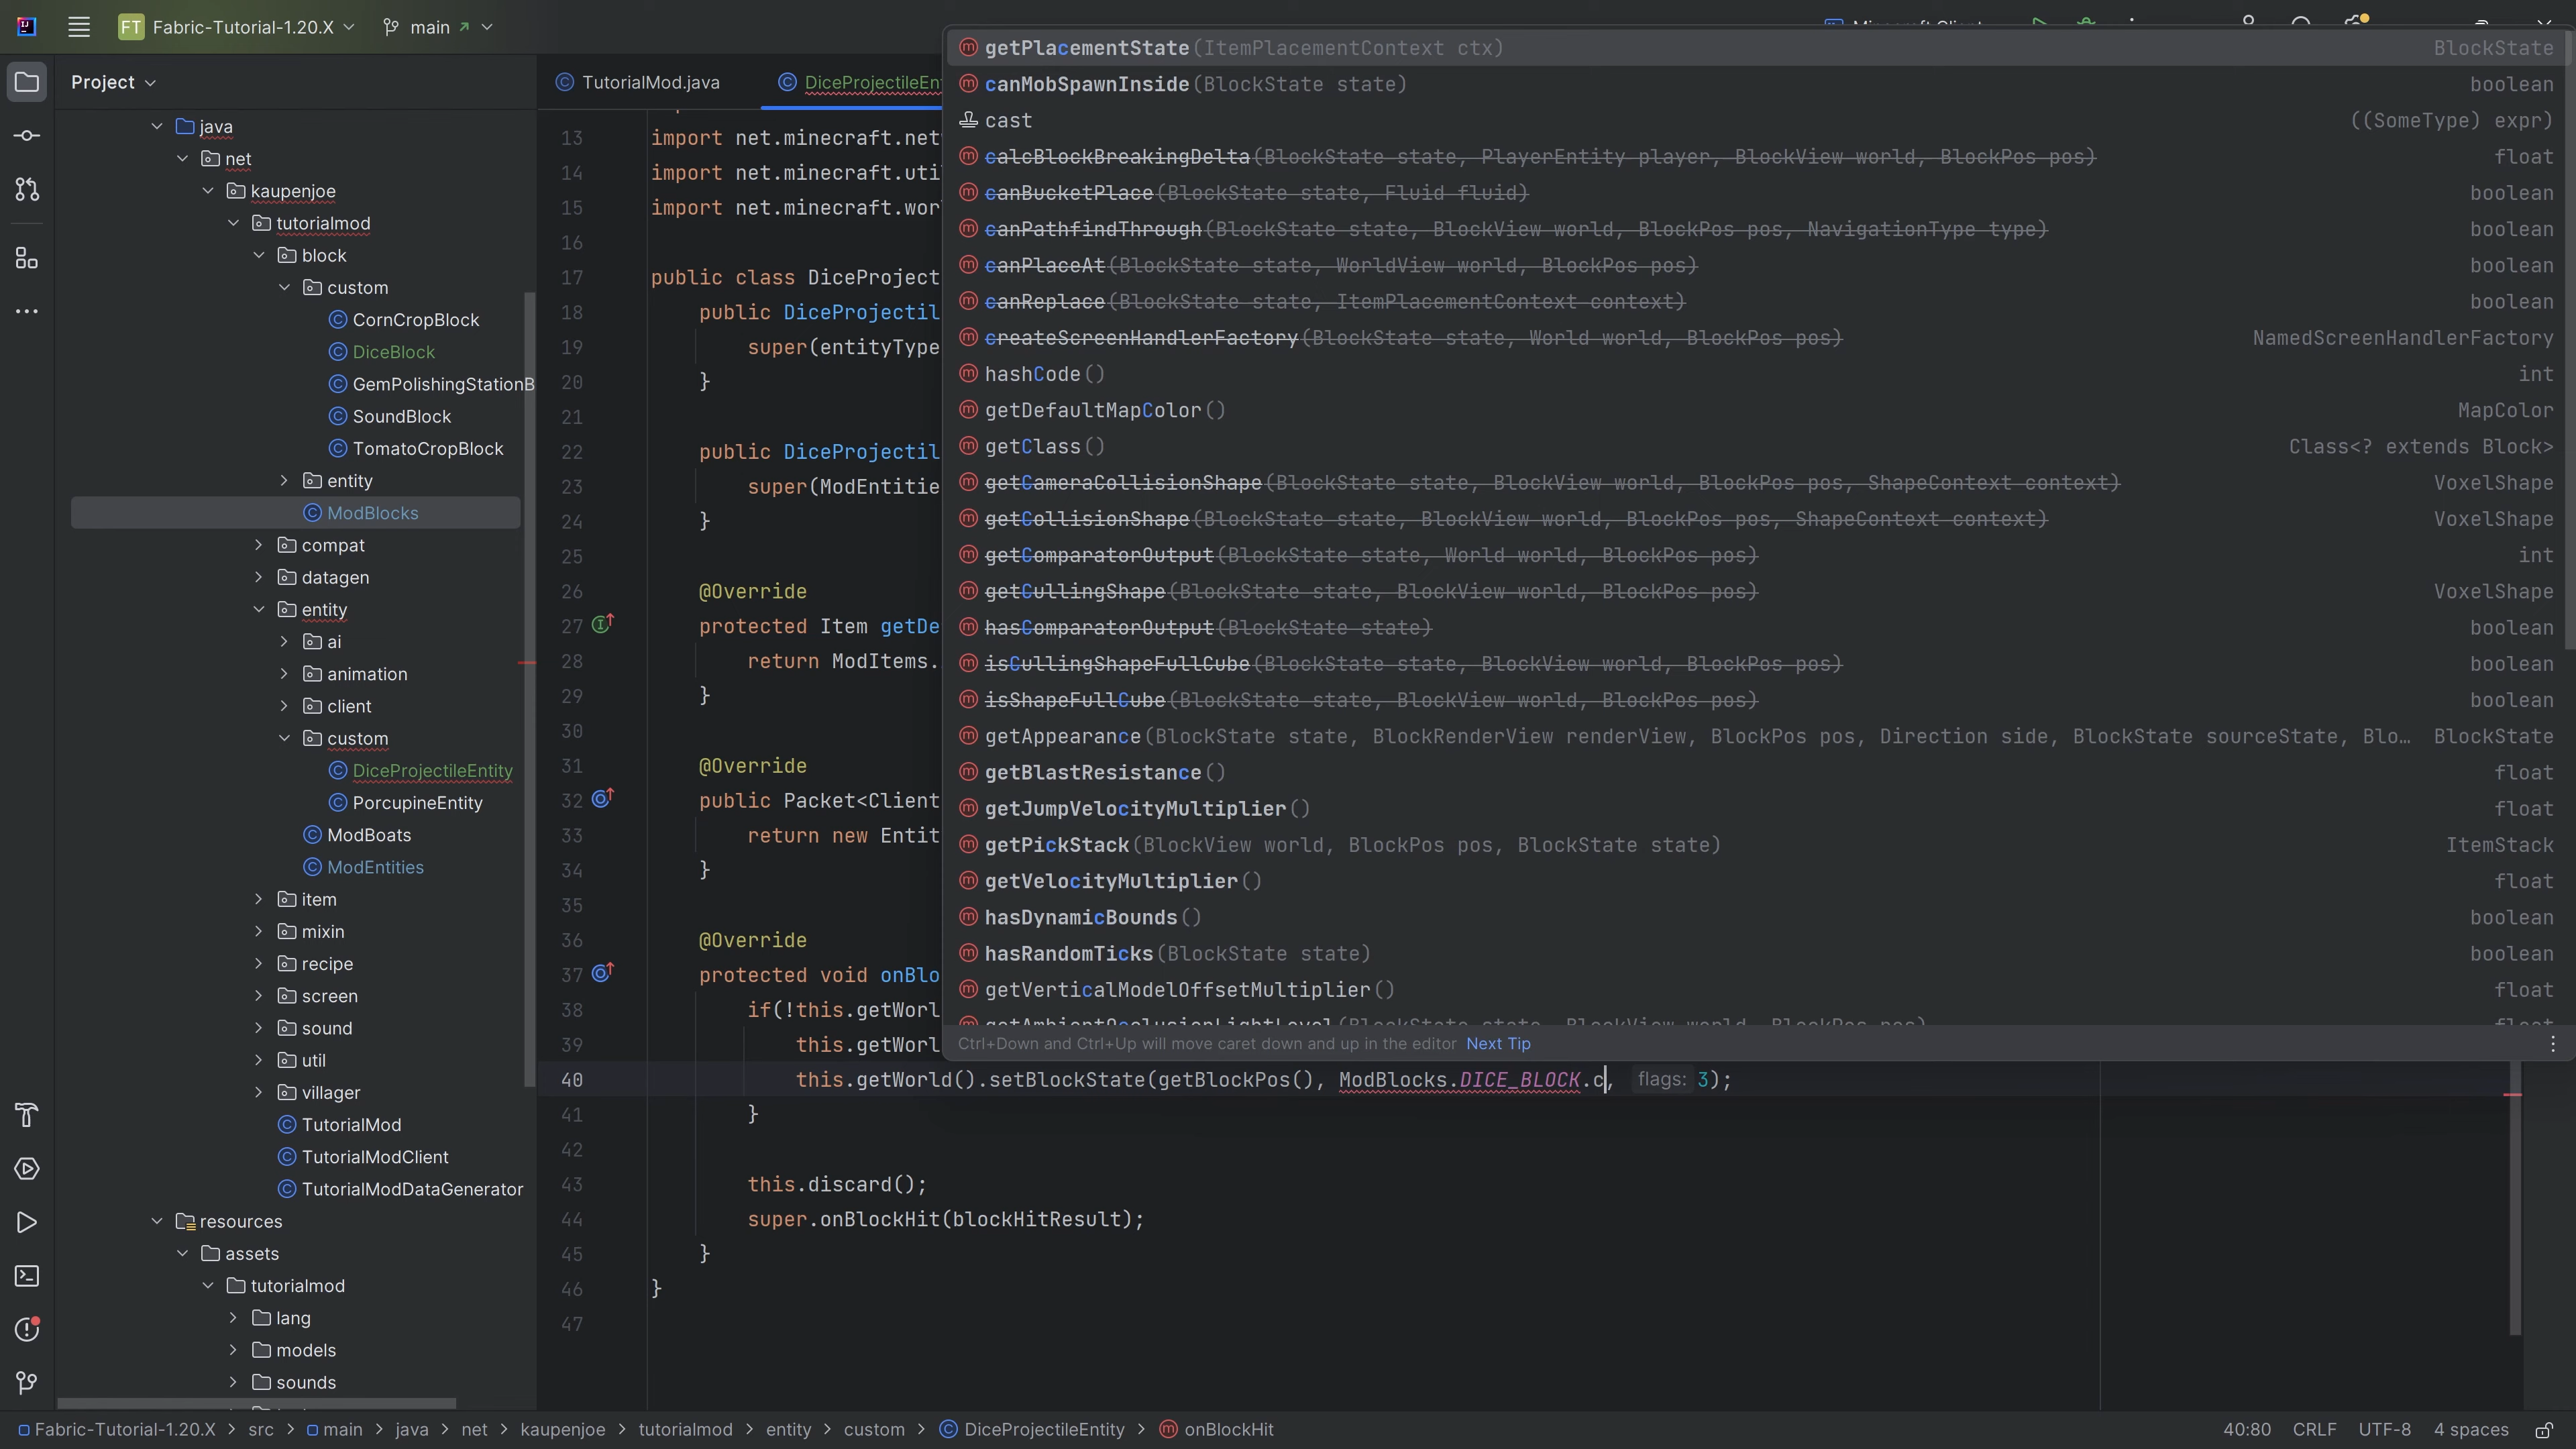 FT Fabric-Tutorial-1.20.X main
Project
TutorialMod.java
DiceProjectileEnt
java
net
kaupenjoe
tutorialmod
block
custom
CornCropBlock
DiceBlock
GemPolishingStationB
SoundBlock
TomatoCropBlock
entity
ModBlocks
compat
datagen
entity
ai
animation
client
custom
DiceProjectileEntity
PorcupineEntity
ModBoats
ModEntities
item
mixin
recipe
screen
sound
util
villager
TutorialMod
TutorialModClient
TutorialModDataGenerator
resources
assets
tutorialmod
lang
models
sounds
13 import net.minecraft.net
14 import net.minecraft.uti
15 import net.minecraft.wor
16
17 public class DiceProject
18 public DiceProjectil
19 super(entityType
20 }
21
22 public DiceProjectil
23 super(ModEntitie
24 }
25
26 @Override
27 protected Item getDe
28 return ModItems.
29 }
30
31 @Override
32 public Packet<Client
33 return new Entit
34 }
35
36 @Override
37 protected void onBlo
38 if(!this.getWorl
39 this.getWorl
40 this.getWorld().setBlockState(getBlockPos(), ModBlocks.DICE_BLOCK.c, flags: 3);
41 }
42
43 this.discard();
44 super.onBlockHit(blockHitResult);
45 }
46 }
47
getPlacementState(ItemPlacementContext ctx) BlockState
canMobSpawnInside(BlockState state) boolean
cast ((SomeType) expr)
calcBlockBreakingDelta(BlockState state, PlayerEntity player, BlockView world, BlockPos pos) float
canBucketPlace(BlockState state, Fluid fluid) boolean
canPathfindThrough(BlockState state, BlockView world, BlockPos pos, NavigationType type) boolean
canPlaceAt(BlockState state, WorldView world, BlockPos pos) boolean
canReplace(BlockState state, ItemPlacementContext context) boolean
createScreenHandlerFactory(BlockState state, World world, BlockPos pos) NamedScreenHandlerFactory
hashCode() int
getDefaultMapColor() MapColor
getClass() Class<? extends Block>
getCameraCollisionShape(BlockState state, BlockView world, BlockPos pos, ShapeContext context) VoxelShape
getCollisionShape(BlockState state, BlockView world, BlockPos pos, ShapeContext context) VoxelShape
getComparatorOutput(BlockState state, World world, BlockPos pos) int
getCullingShape(BlockState state, BlockView world, BlockPos pos) VoxelShape
hasComparatorOutput(BlockState state) boolean
isCullingShapeFullCube(BlockState state, BlockView world, BlockPos pos) boolean
isShapeFullCube(BlockState state, BlockView world, BlockPos pos) boolean
getAppearance(BlockState state, BlockRenderView renderView, BlockPos pos, Direction side, BlockState sourceState, Blo… BlockState
getBlastResistance() float
getJumpVelocityMultiplier() float
getPickStack(BlockView world, BlockPos pos, BlockState state) ItemStack
getVelocityMultiplier() float
hasDynamicBounds() boolean
hasRandomTicks(BlockState state) boolean
getVerticalModelOffsetMultiplier() float
getAmbientOcclusionLightLevel(BlockState state, BlockView world, BlockPos pos) float
Ctrl+Down and Ctrl+Up will move caret down and up in the editor Next Tip
Fabric-Tutorial-1.20.X > src > main > java > net > kaupenjoe > tutorialmod > entity > custom > DiceProjectileEntity > onBlockHit
40:80 CRLF UTF-8 4 spaces